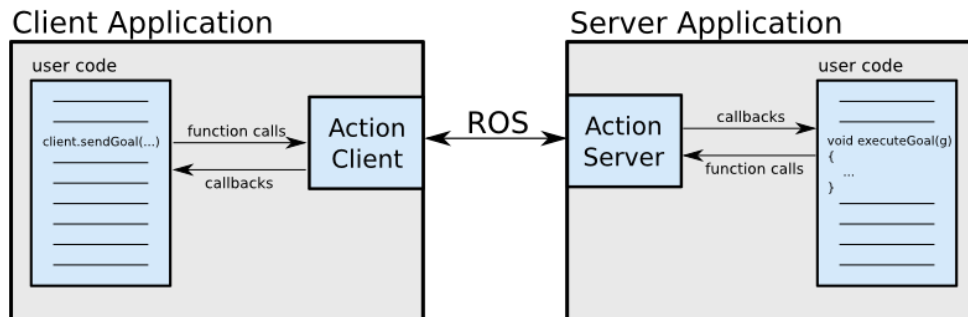 Client Application
user code
client.sendGoal(...)
function calls
callbacks
Action
Client
ROS
Server Application
Action
Server
callbacks
function calls
user code
void executeGoal(g)
{
...
}